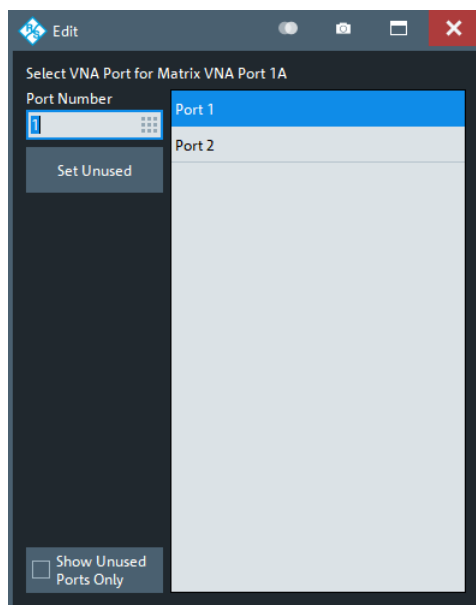 Edit
Select VNA Port for Matrix VNA Port 1A
Port Number
1
Set Unused
Port 1
Port 2
Show Unused
Ports Only